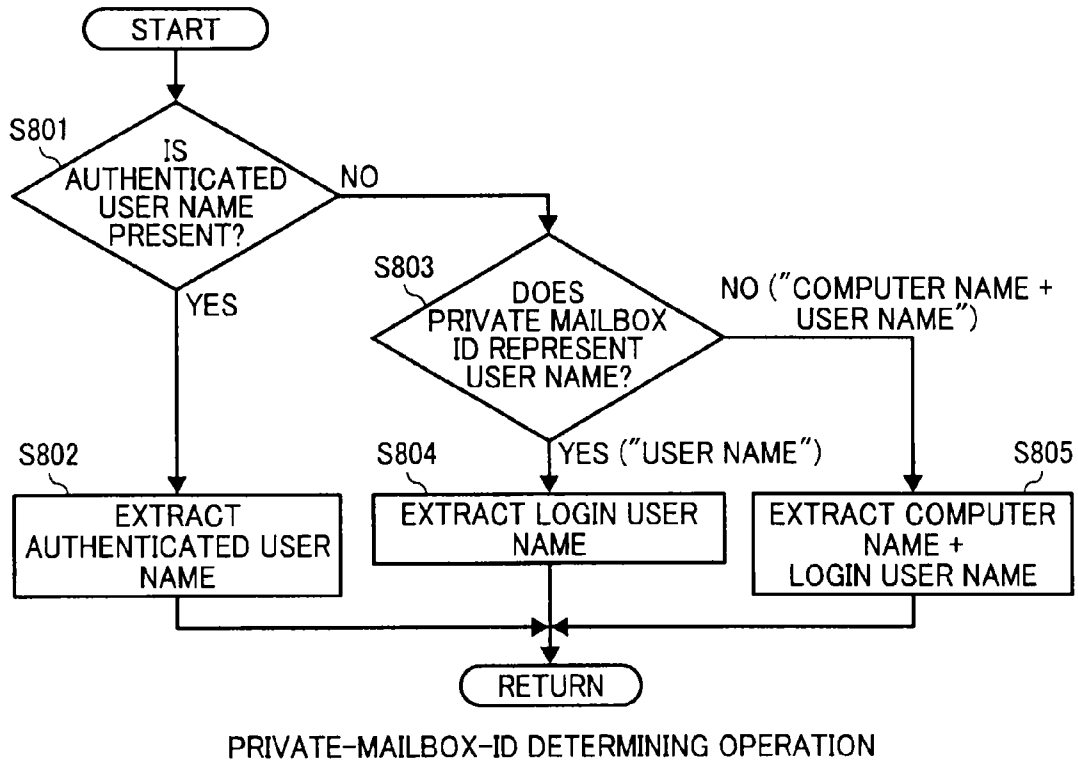 START
S801
IS
AUTHENTICATED
USER NAME
PRESENT?
NO
YES
S803
DOES
PRIVATE MAILBOX
ID REPRESENT
USER NAME?
NO ("COMPUTER NAME +
USER NAME")
YES ("USER NAME")
S802
EXTRACT
AUTHENTICATED USER
NAME
S804
EXTRACT LOGIN USER
NAME
S805
EXTRACT COMPUTER
NAME +
LOGIN USER NAME
RETURN
PRIVATE-MAILBOX-ID DETERMINING OPERATION